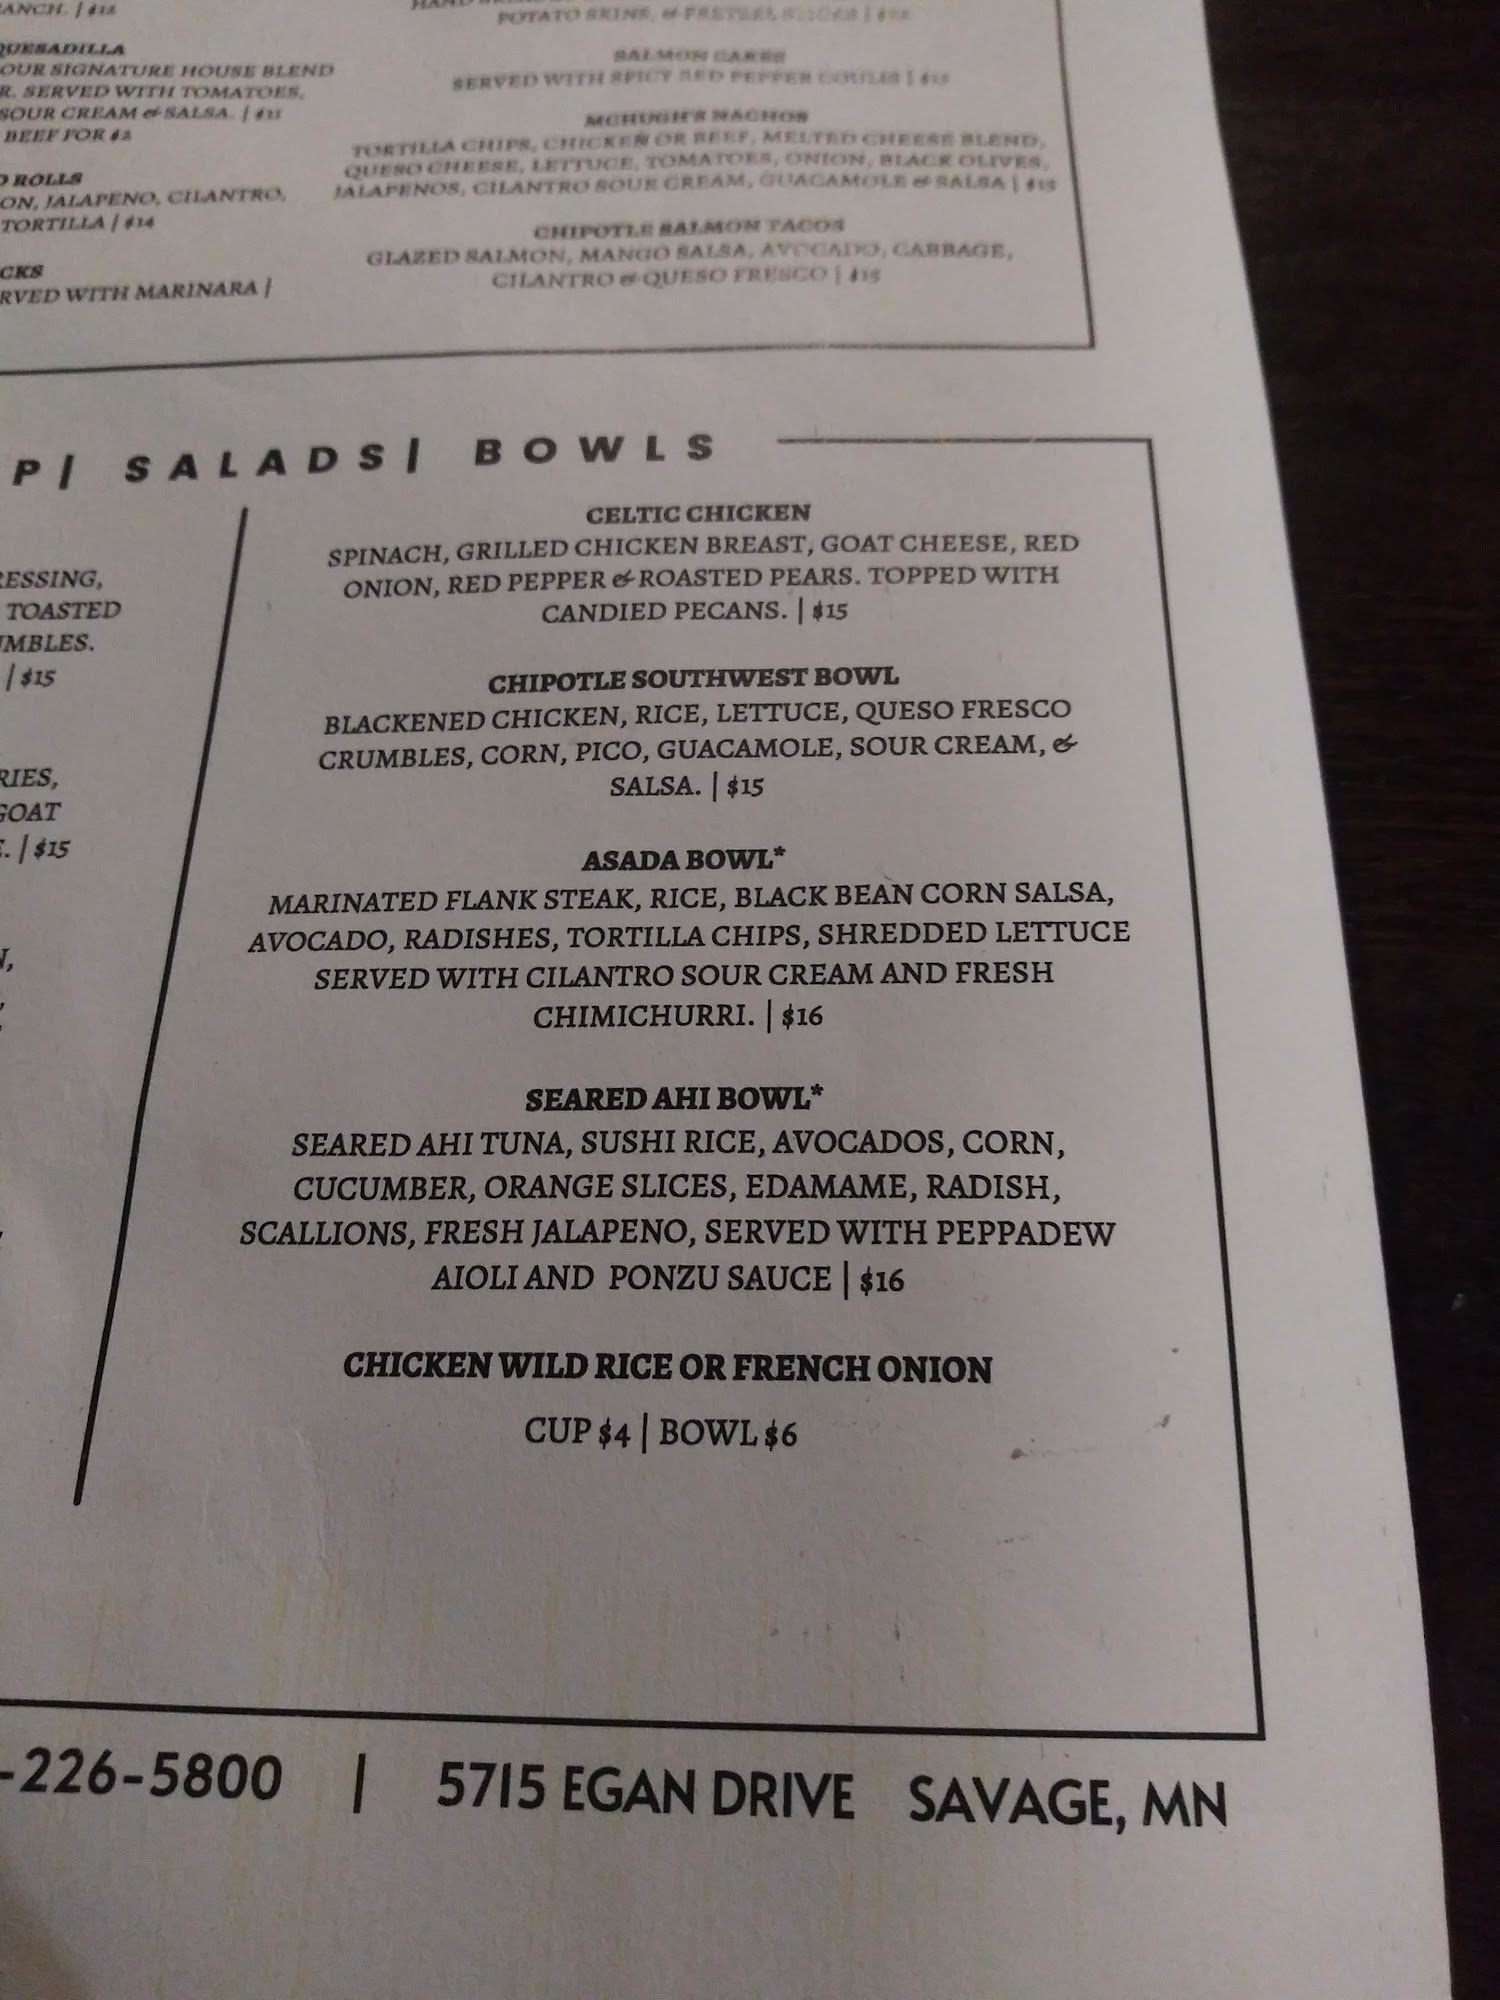 ANCH. |
POTATO SKINS, &
QUESADILLA
OUR SIGNATURE HOUSE BLEND
R. SERVED WITH TOMATOES,
SOUR CREAM & SALSA. | $11
BEEF FOR $2
ROLLS
ON, JALAPENO, CILANTRO,
TORTILLA | $14
CKS
RVED WITH MARINARA |
SALMON CAKES
SERVED WITH SPICY RED PEPPER COULIS |
MCHUGH'S NACHOS
TORTILLA CHIPS, CHICKEN OR BEEF, MELTED CHEESE BLEND,
QUESO CHEESE, LETTUCE, TOMATOES, ONION, BLACK OLIVES,
JALAPENOS, CILANTRO SOUR CREAM, GUACAMOLE & SALSA | $15
CHIPOTLE SALMON TACOS
GLAZED SALMON, MANGO SALSA, AVOCADO, CABBAGE,
CILANTRO & QUESO FRESCO | $15
P| SALADS| BOWLS
RESSING,
TOASTED
UMBLES.
| $15
RIES,
GOAT
E. | $15
N,
CELTIC CHICKEN
SPINACH, GRILLED CHICKEN BREAST, GOAT CHEESE, RED
ONION, RED PEPPER & ROASTED PEARS. TOPPED WITH
CANDIED PECANS. | $15
CHIPOTLE SOUTHWEST BOWL
BLACKENED CHICKEN, RICE, LETTUCE, QUESO FRESCO
CRUMBLES, CORN, PICO, GUACAMOLE, SOUR CREAM, &
SALSA. | $15
ASADA BOWL*
MARINATED FLANK STEAK, RICE, BLACK BEAN CORN SALSA,
AVOCADO, RADISHES, TORTILLA CHIPS, SHREDDED LETTUCE
SERVED WITH CILANTRO SOUR CREAM AND FRESH
CHIMICHURRI. | $16
SEARED AHI BOWL*
SEARED AHI TUNA, SUSHI RICE, AVOCADOS, CORN,
CUCUMBER, ORANGE SLICES, EDAMAME, RADISH,
SCALLIONS, FRESH JALAPENO, SERVED WITH PEPPADEW
AIOLI AND PONZU SAUCE | $16
CHICKEN WILD RICE OR FRENCH ONION
CUP $4 | BOWL $6
-226-5800 | 5715 EGAN DRIVE SAVAGE, MN